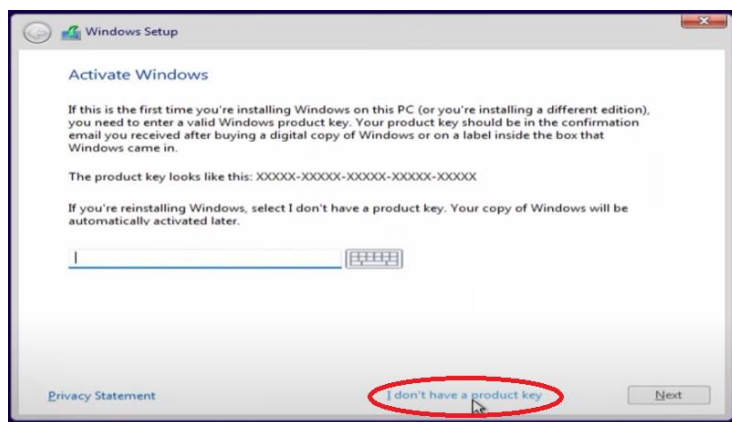 Windows Setup
Activate Windows
If this is the first time you're installing Windows on this PC (or you're installing a different edition),
you need to enter a valid Windows product key. Your product key should be in the confirmation
email you received after buying a digital copy of Windows or on a label inside the box that
Windows came in.
The product key looks like this: XXXXX-XXXXX-XXXXX-XXXXX-XXXXX
If you're reinstalling Windows, select I don't have a product key. Your copy of Windows will be
automatically activated later.
Privacy Statement I don't have a product key Next